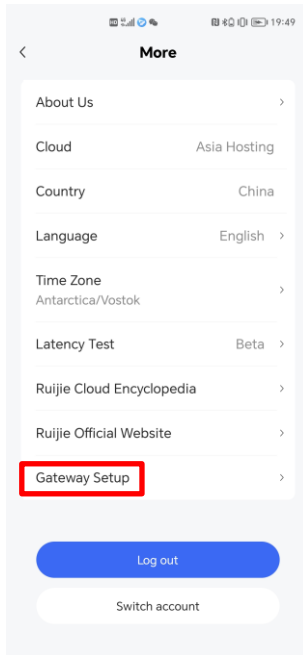 19:49
More
About Us
Cloud Asia Hosting
Country China
Language English
Time Zone
Antarctica/Vostok
Latency Test Beta
Ruijie Cloud Encyclopedia
Ruijie Official Website
Gateway Setup
Log out
Switch account